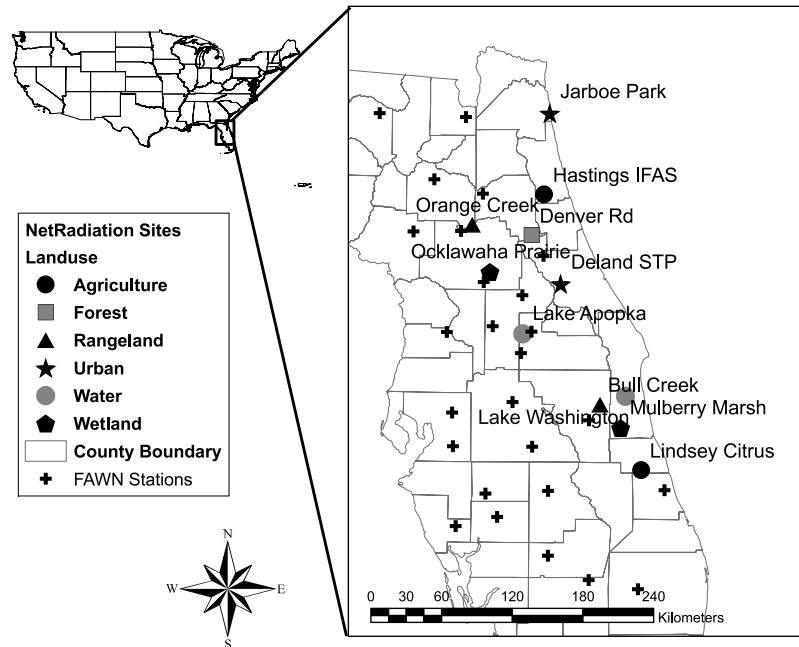 Jarboe Park
Hastings IFAS
Orange Creek
Denver Rd
Ocklawaha Prairie
Deland STP
Lake Apopka
Bull Creek
Mulberry Marsh
Lake Washington
Lindsey Citrus
NetRadiation Sites
Landuse
Agriculture
Forest
Rangeland
Urban
Water
Wetland
County Boundary
FAWN Stations
N
W E
S
0 30 60 120 180 240
Kilometers